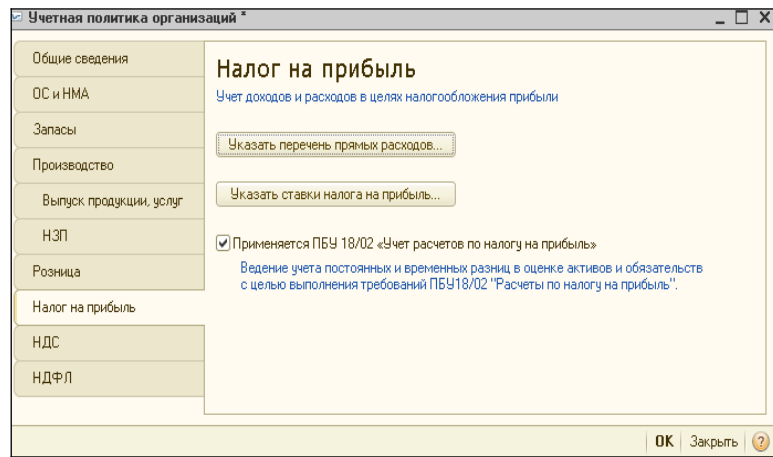 Учетная политика организаций *
Общие сведения
ОС и НМА
Запасы
Производство
Выпуск продукции, услуг
НЗП
Розница
Налог на прибыль
НДС
НДФЛ
Налог на прибыль
Учет доходов и расходов в целях налогообложения прибыли
Указать перечень прямых расходов...
Указать ставки налога на прибыль...
Применяется ПБУ 18/02 «Учет расчетов по налогу на прибыль»
Ведение учета постоянных и временных разниц в оценке активов и обязательств
с целью выполнения требований ПБУ18/02 "Расчеты по налогу на прибыль".
OK Закрыть ?